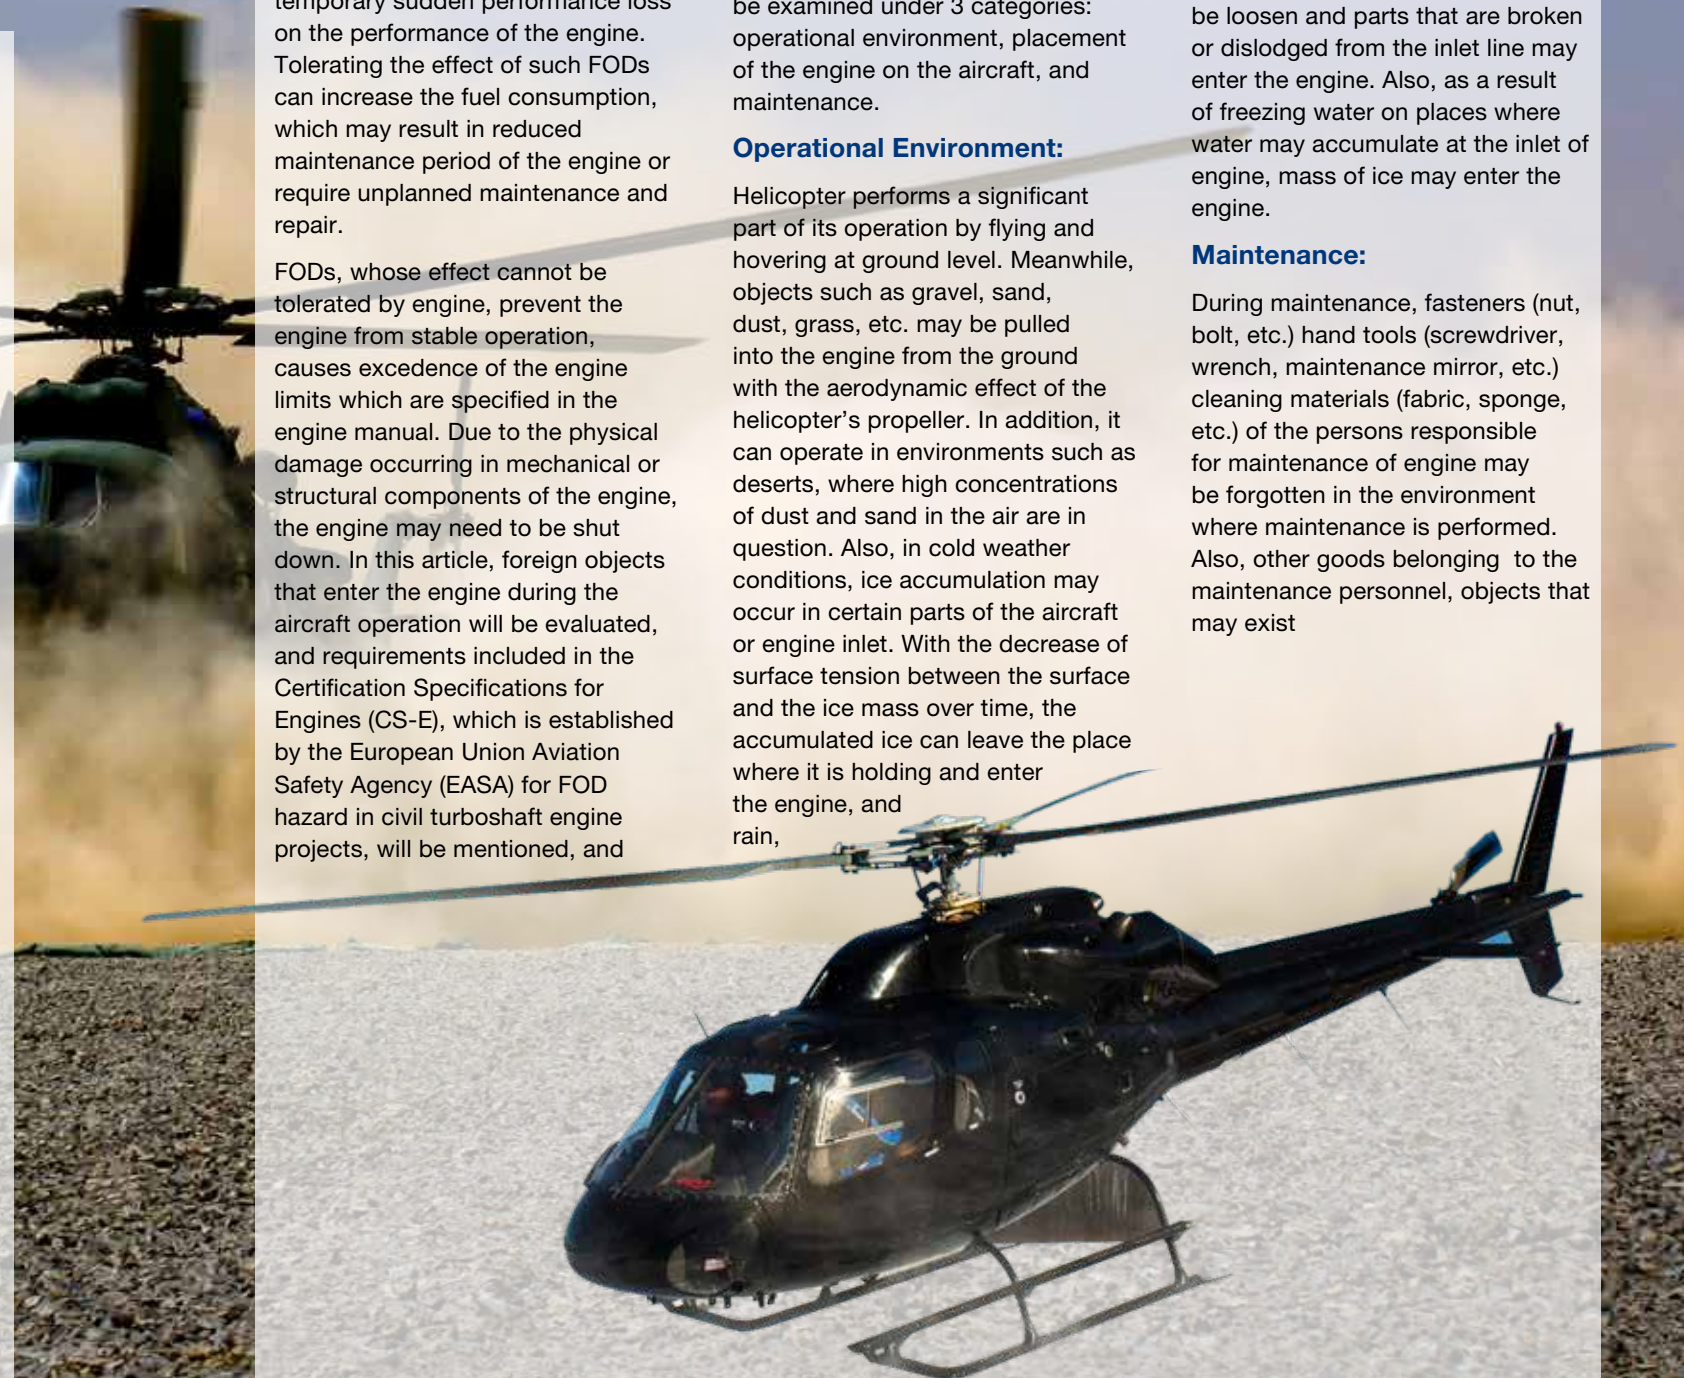 temporary sudden performance loss
on the performance of the engine.
Tolerating the effect of such FODs
can increase the fuel consumption,
which may result in reduced
maintenance period of the engine or
require unplanned maintenance and
repair.
FODs, whose effect cannot be
tolerated by engine, prevent the
engine from stable operation,
causes excedence of the engine
limits which are specified in the
engine manual. Due to the physical
damage occurring in mechanical or
structural components of the engine,
the engine may need to be shut
down. In this article, foreign objects
that enter the engine during the
aircraft operation will be evaluated,
and requirements included in the
Certification Specifications for
Engines (CS-E), which is established
by the European Union Aviation
Safety Agency (EASA) for FOD
hazard in civil turboshaft engine
projects, will be mentioned, and
be examined under 3 categories:
operational environment, placement
of the engine on the aircraft, and
maintenance.
Operational Environment:
Helicopter performs a significant
part of its operation by flying and
hovering at ground level. Meanwhile,
objects such as gravel, sand,
dust, grass, etc. may be pulled
into the engine from the ground
with the aerodynamic effect of the
helicopter’s propeller. In addition, it
can operate in environments such as
deserts, where high concentrations
of dust and sand in the air are in
question. Also, in cold weather
conditions, ice accumulation may
occur in certain parts of the aircraft
or engine inlet. With the decrease of
surface tension between the surface
and the ice mass over time, the
accumulated ice can leave the place
where it is holding and enter
the engine, and
rain,
be loosen and parts that are broken
or dislodged from the inlet line may
enter the engine. Also, as a result
of freezing water on places where
water may accumulate at the inlet of
engine, mass of ice may enter the
engine.
Maintenance:
During maintenance, fasteners (nut,
bolt, etc.) hand tools (screwdriver,
wrench, maintenance mirror, etc.)
cleaning materials (fabric, sponge,
etc.) of the persons responsible
for maintenance of engine may
be forgotten in the environment
where maintenance is performed.
Also, other goods belonging  to the
maintenance personnel, objects that
may exist